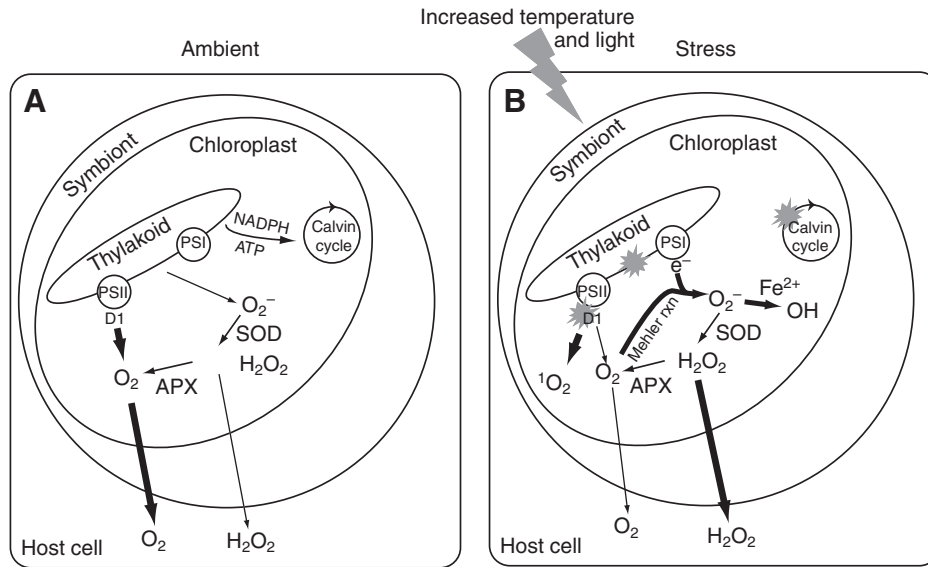 Increased temperature
and light
Ambient
Stress
A
Symbiont
Chloroplast
Thylakoid
NADPH
ATP
Calvin
cycle
PSI
PSII
D1
O₂⁻
SOD
H₂O₂
O₂
APX
O₂
H₂O₂
Host cell
B
Symbiont
Chloroplast
Thylakoid
Calvin
cycle
PSI
e⁻
PSII
D1
Mehler rxn
O₂⁻
Fe²⁺
OH
SOD
¹O₂
O₂
APX
H₂O₂
O₂
H₂O₂
Host cell